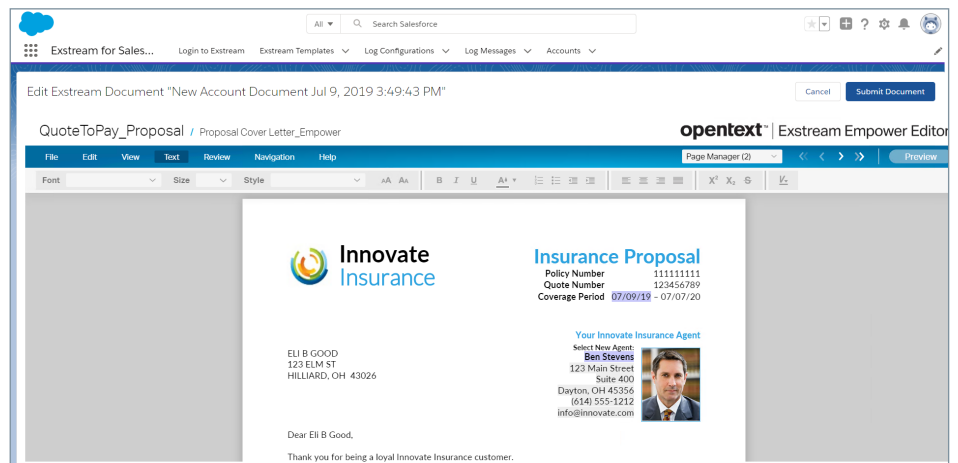 All Search Salesforce
Exstream for Sales... Login to Exstream Exstream Templates Log Configurations Log Messages Accounts
Edit Exstream Document "New Account Document Jul 9, 2019 3:49:43 PM" Cancel Submit Document
QuoteToPay_Proposal / Proposal Cover Letter_Empower opentext™ | Exstream Empower Editor
File Edit View Text Review Navigation Help Page Manager (2) Preview
Font Size Style AA AA B I U A+ X² X₂ S
Innovate
Insurance
Insurance Proposal
Policy Number 111111111
Quote Number 123456789
Coverage Period 07/09/19 – 07/07/20
Your Innovate Insurance Agent
Select New Agent:
Ben Stevens
123 Main Street
Suite 400
Dayton, OH 45356
(614) 555-1212
info@innovate.com
ELI B GOOD
123 ELM ST
HILLIARD, OH 43026
Dear Eli B Good,
Thank you for being a loyal Innovate Insurance customer.